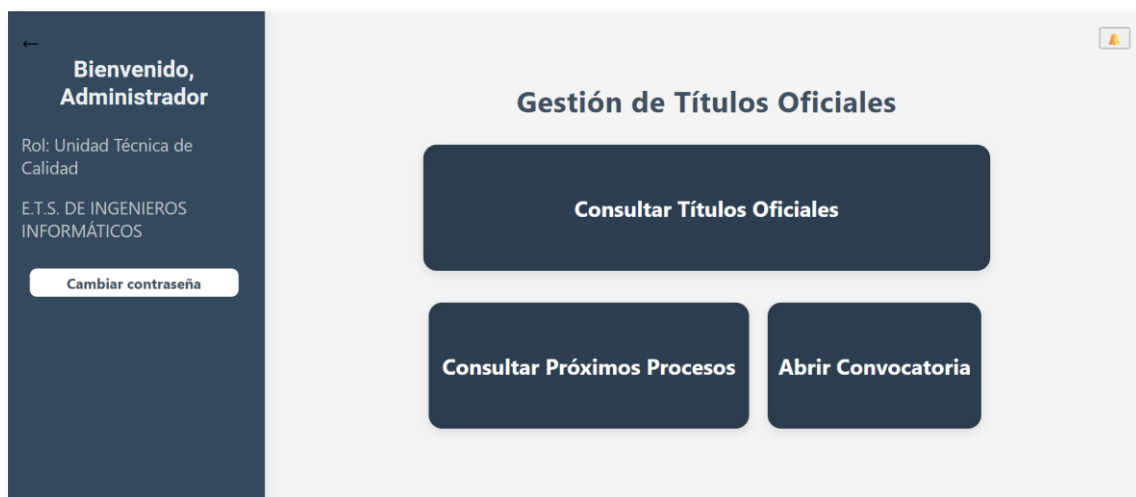 ←
Bienvenido,
Administrador
Rol: Unidad Técnica de
Calidad
E.T.S. DE INGENIEROS
INFORMÁTICOS
Cambiar contraseña
Gestión de Títulos Oficiales
Consultar Títulos Oficiales
Consultar Próximos Procesos
Abrir Convocatoria